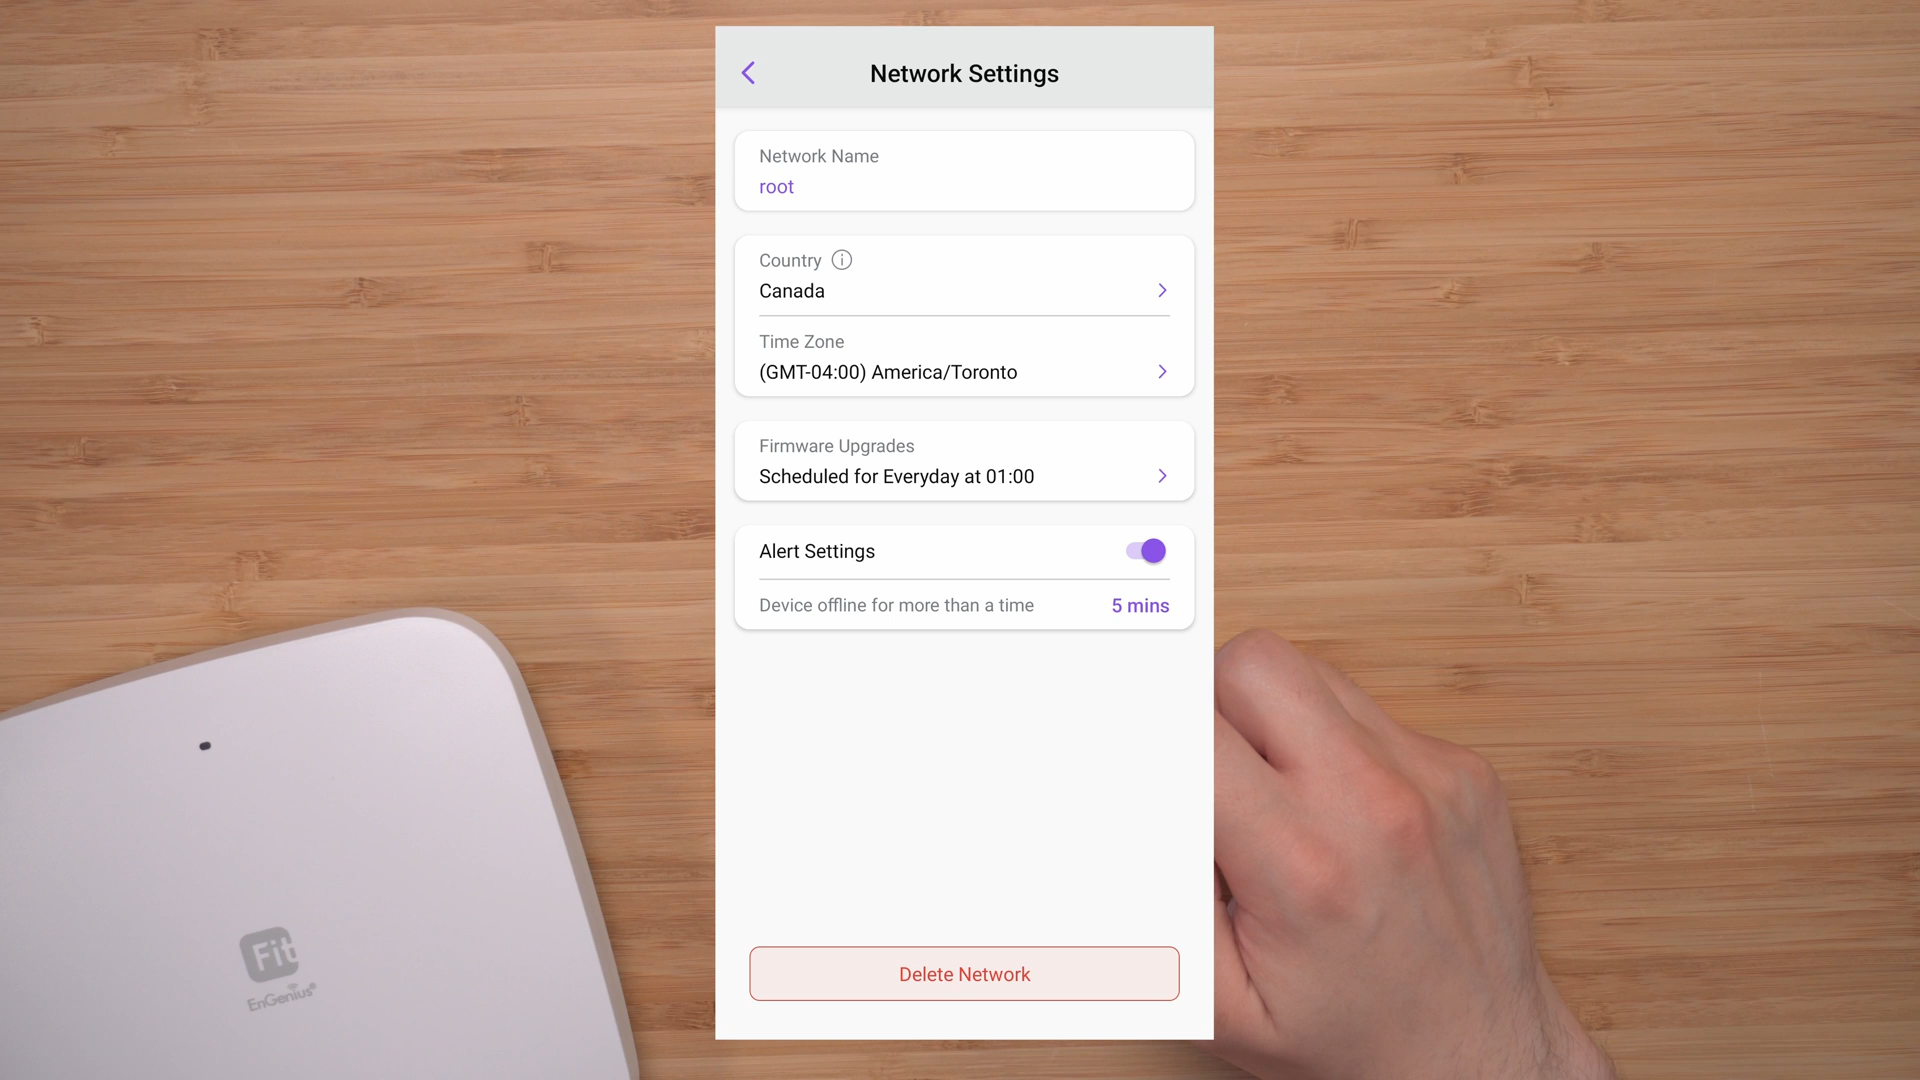 Network Settings
Network Name
root
Country
Canada
Time Zone
(GMT-04:00) America/Toronto
Firmware Upgrades
Scheduled for Everyday at 01:00
Alert Settings
Device offline for more than a time 5 mins
Delete Network
Fit
EnGenius®